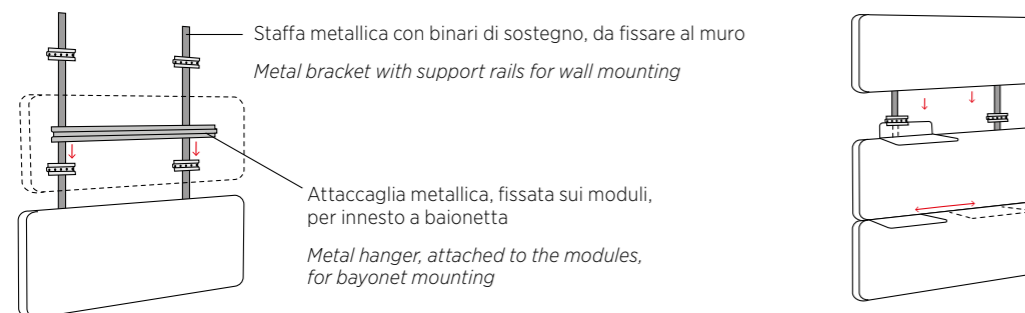 Staffa metallica con binari di sostegno, da fissare al muro
Metal bracket with support rails for wall mounting
Attaccaglia metallica, fissata sui moduli,
per innesto a baionetta
Metal hanger, attached to the modules,
for bayonet mounting